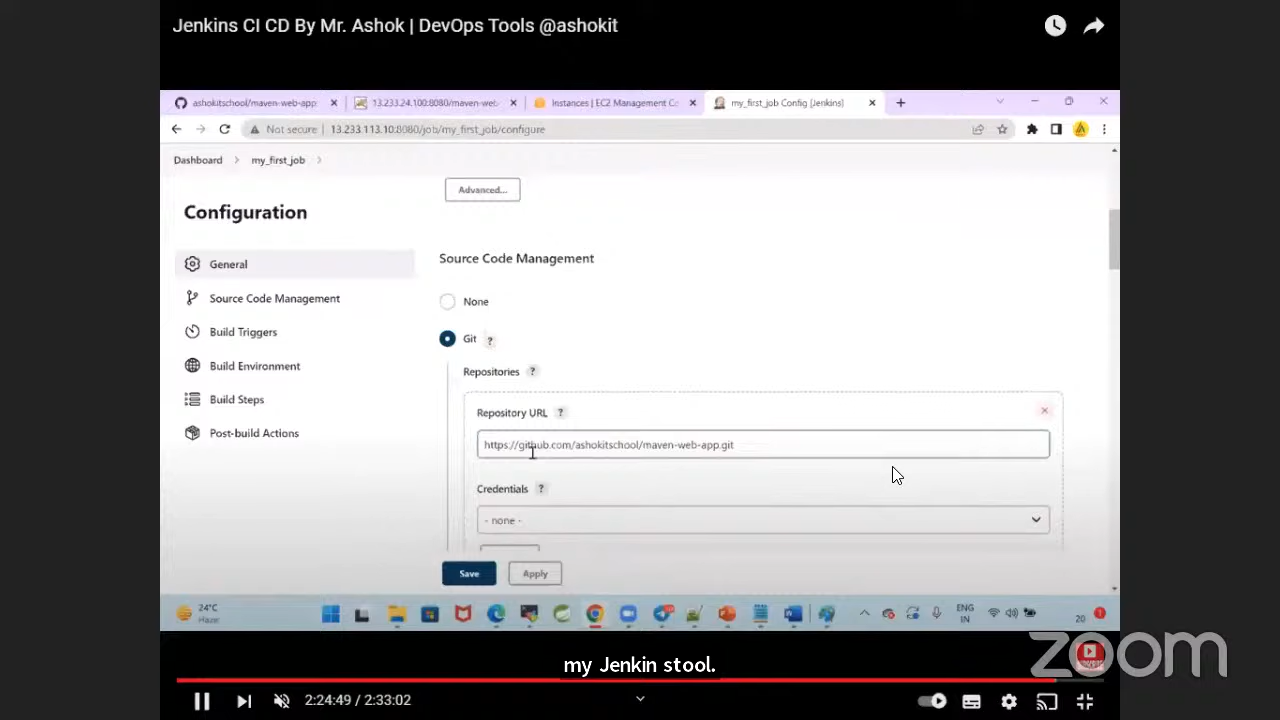 Jenkins CI CD By Mr. Ashok | DevOps Tools @ashokit
ashokitschool/maven-web-app
13.233.24.100:8080/maven-web-
Instances | EC2 Management Co
my_first_job Config [Jenkins]
Not secure | 13.233.113.10:8080/job/my_first_job/configure
Dashboard > my_first_job >
Advanced...
Configuration
General
Source Code Management
Build Triggers
Build Environment
Build Steps
Post-build Actions
Source Code Management
None
Git ?
Repositories ?
Repository URL ?
https://github.com/ashokitschool/maven-web-app.git
Credentials ?
- none -
Save
Apply
24°C
Haze
ENG
IN
20
1
my Jenkin stool.
zoom
2:24:49 / 2:33:02